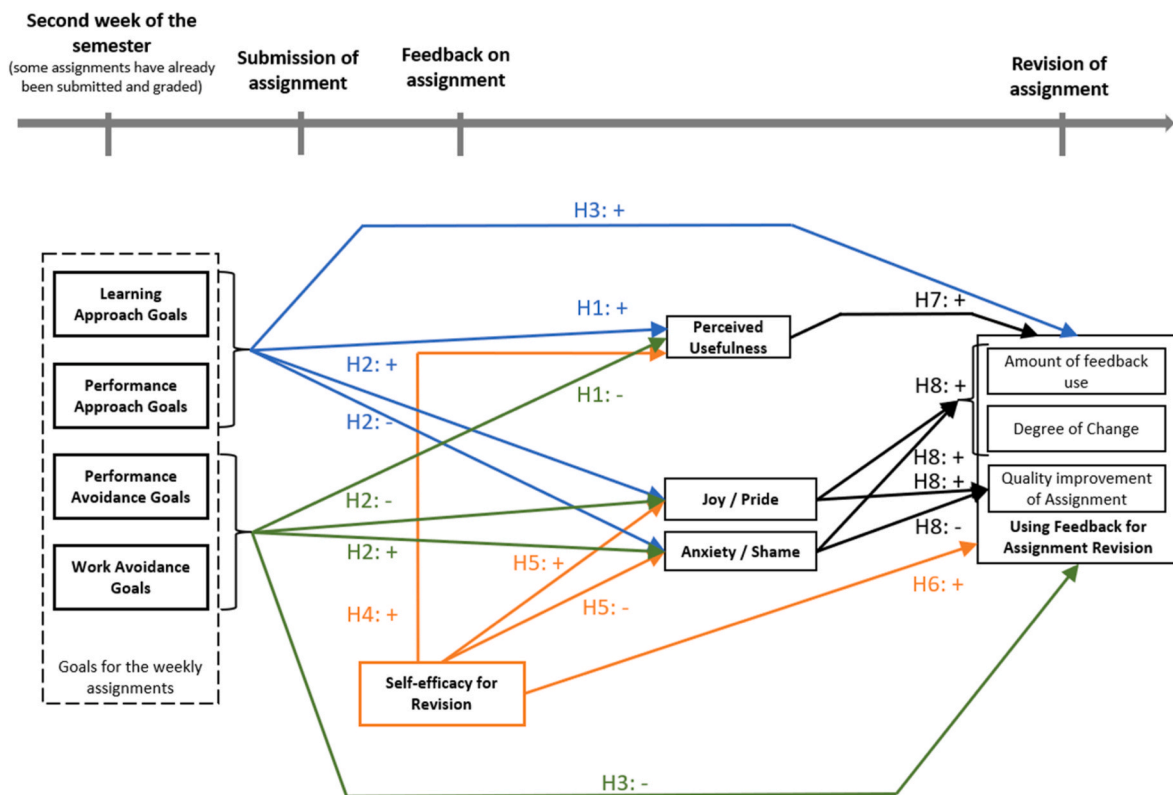 Second week of the
semester
(some assignments have already
been submitted and graded)
Submission of
assignment
Feedback on
assignment
Revision of
assignment
H3: +
Learning
Approach Goals
Performance
Approach Goals
Performance
Avoidance Goals
Work Avoidance
Goals
Goals for the weekly
assignments
H1: +
H2: +
H2: -
H1: -
H2: -
H2: +
H4: +
H5: +
H5: -
Self-efficacy for
Revision
Perceived
Usefulness
Joy / Pride
Anxiety / Shame
H7: +
H8: +
H8: +
H8: +
H8: -
H6: +
Amount of feedback
use
Degree of Change
Quality improvement
of Assignment
Using Feedback for
Assignment Revision
H3: -